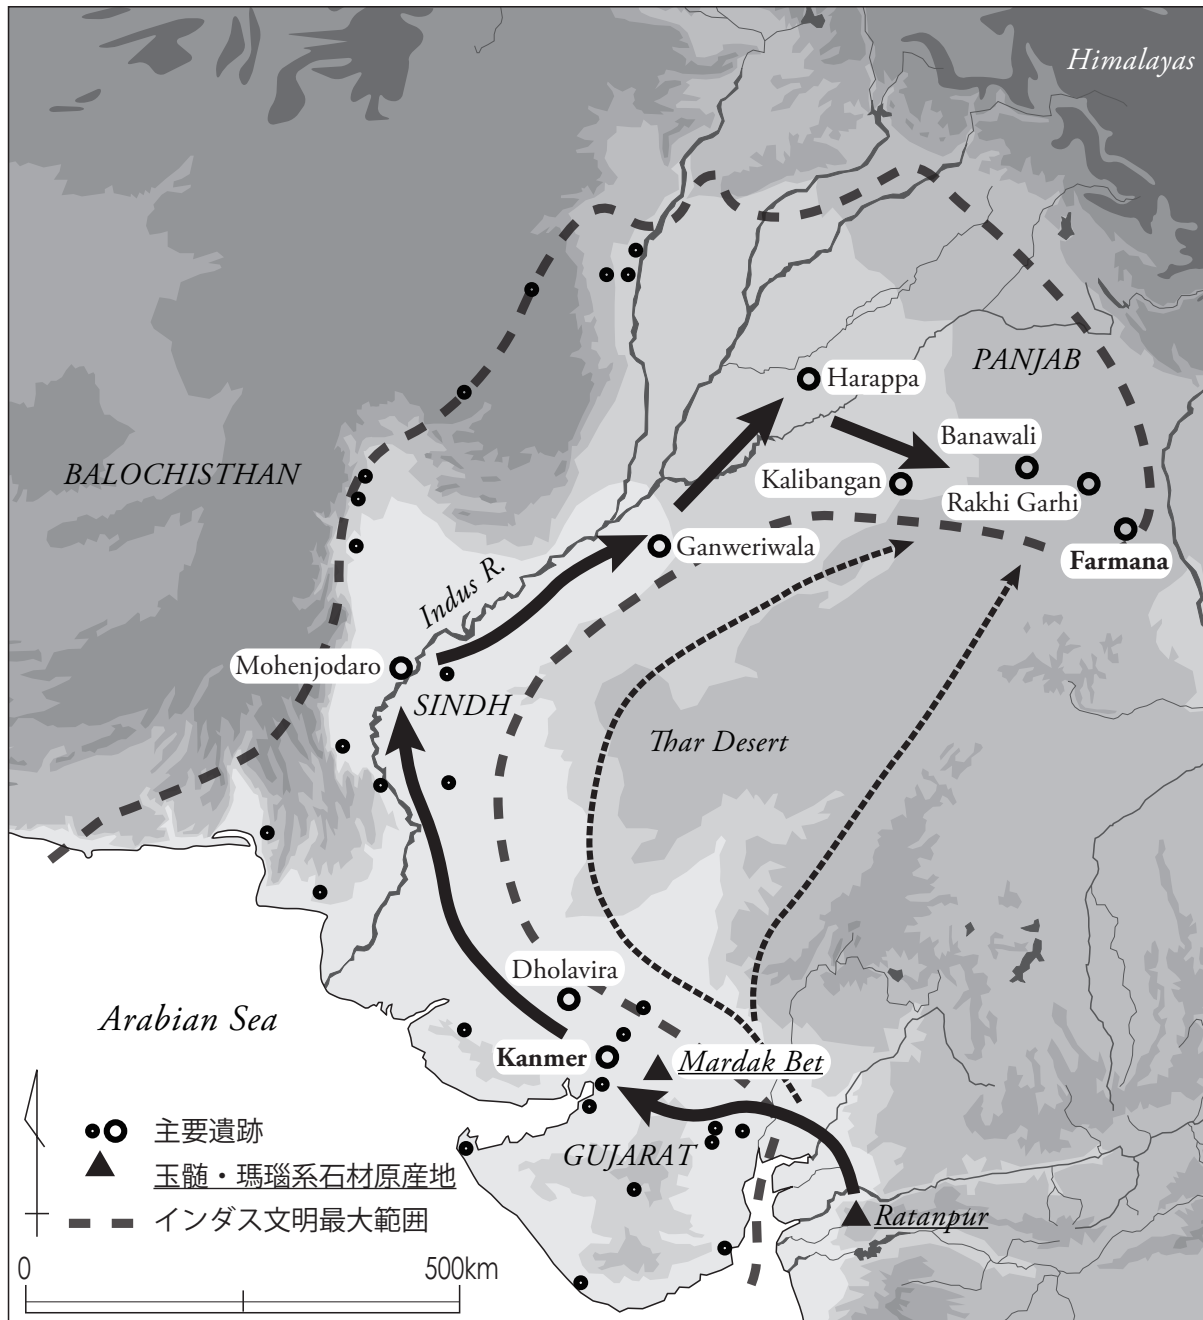 Himalayas
PANJAB
Harappa
Banawali
Kalibangan
Rakhi Garhi
BALOCHISTHAN
Ganweriwala
Farmana
Indus R.
Mohenjodaro
SINDH
Thar Desert
Dholavira
Arabian Sea
Kanmer
Mardak Bet
主要遺跡
GUJARAT
玉髄・瑪瑙系石材原産地
Ratanpur
インダス文明最大範囲
0 500km